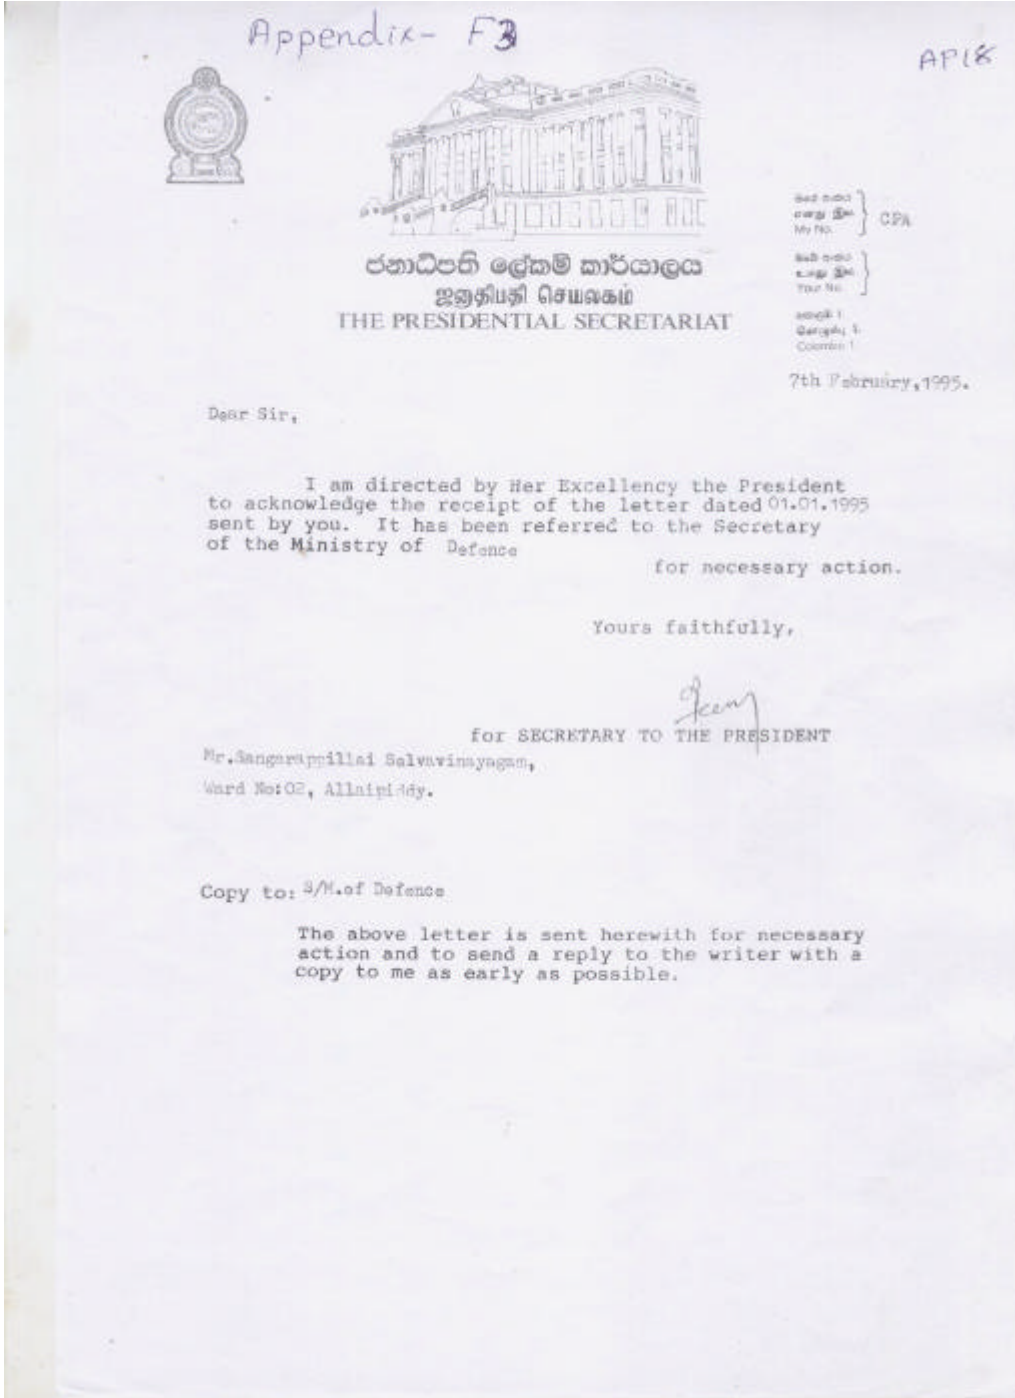 Appendix- F3
AP18
ජනාධිපති ලේකම් කාර්යාලය
ஜனாதிபதி செயலகம்
THE PRESIDENTIAL SECRETARIAT
எனது இல.
My No.
CPA
உமது இல.
Your No.
கொழும்பு 1.
Colombo 1.
7th February,1995.
Dear Sir,
I am directed by Her Excellency the President
to acknowledge the receipt of the letter dated 01.01.1995
sent by you. It has been referred to the Secretary
of the Ministry of Defence
for necessary action.
Yours faithfully,
for SECRETARY TO THE PRESIDENT
Mr.Sangarappillai Selvavinayagam,
Ward No:02, Allaipiddy.
Copy to: S/M.of Defence
The above letter is sent herewith for necessary
action and to send a reply to the writer with a
copy to me as early as possible.